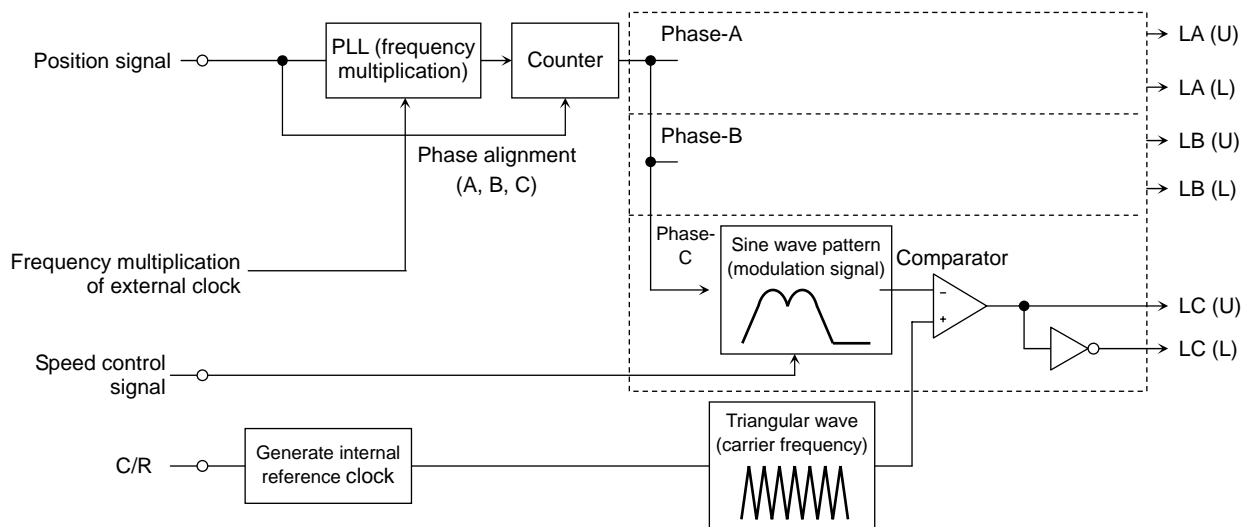 Position signal
PLL (frequency
multiplication)
Counter
Phase-A
LA (U)
LA (L)
Phase alignment
(A, B, C)
Phase-B
LB (U)
LB (L)
Frequency multiplication
of external clock
Phase-
C
Sine wave pattern
(modulation signal)
Comparator
−
+
LC (U)
LC (L)
Speed control
signal
C/R
Generate internal
reference clock
Triangular wave
(carrier frequency)